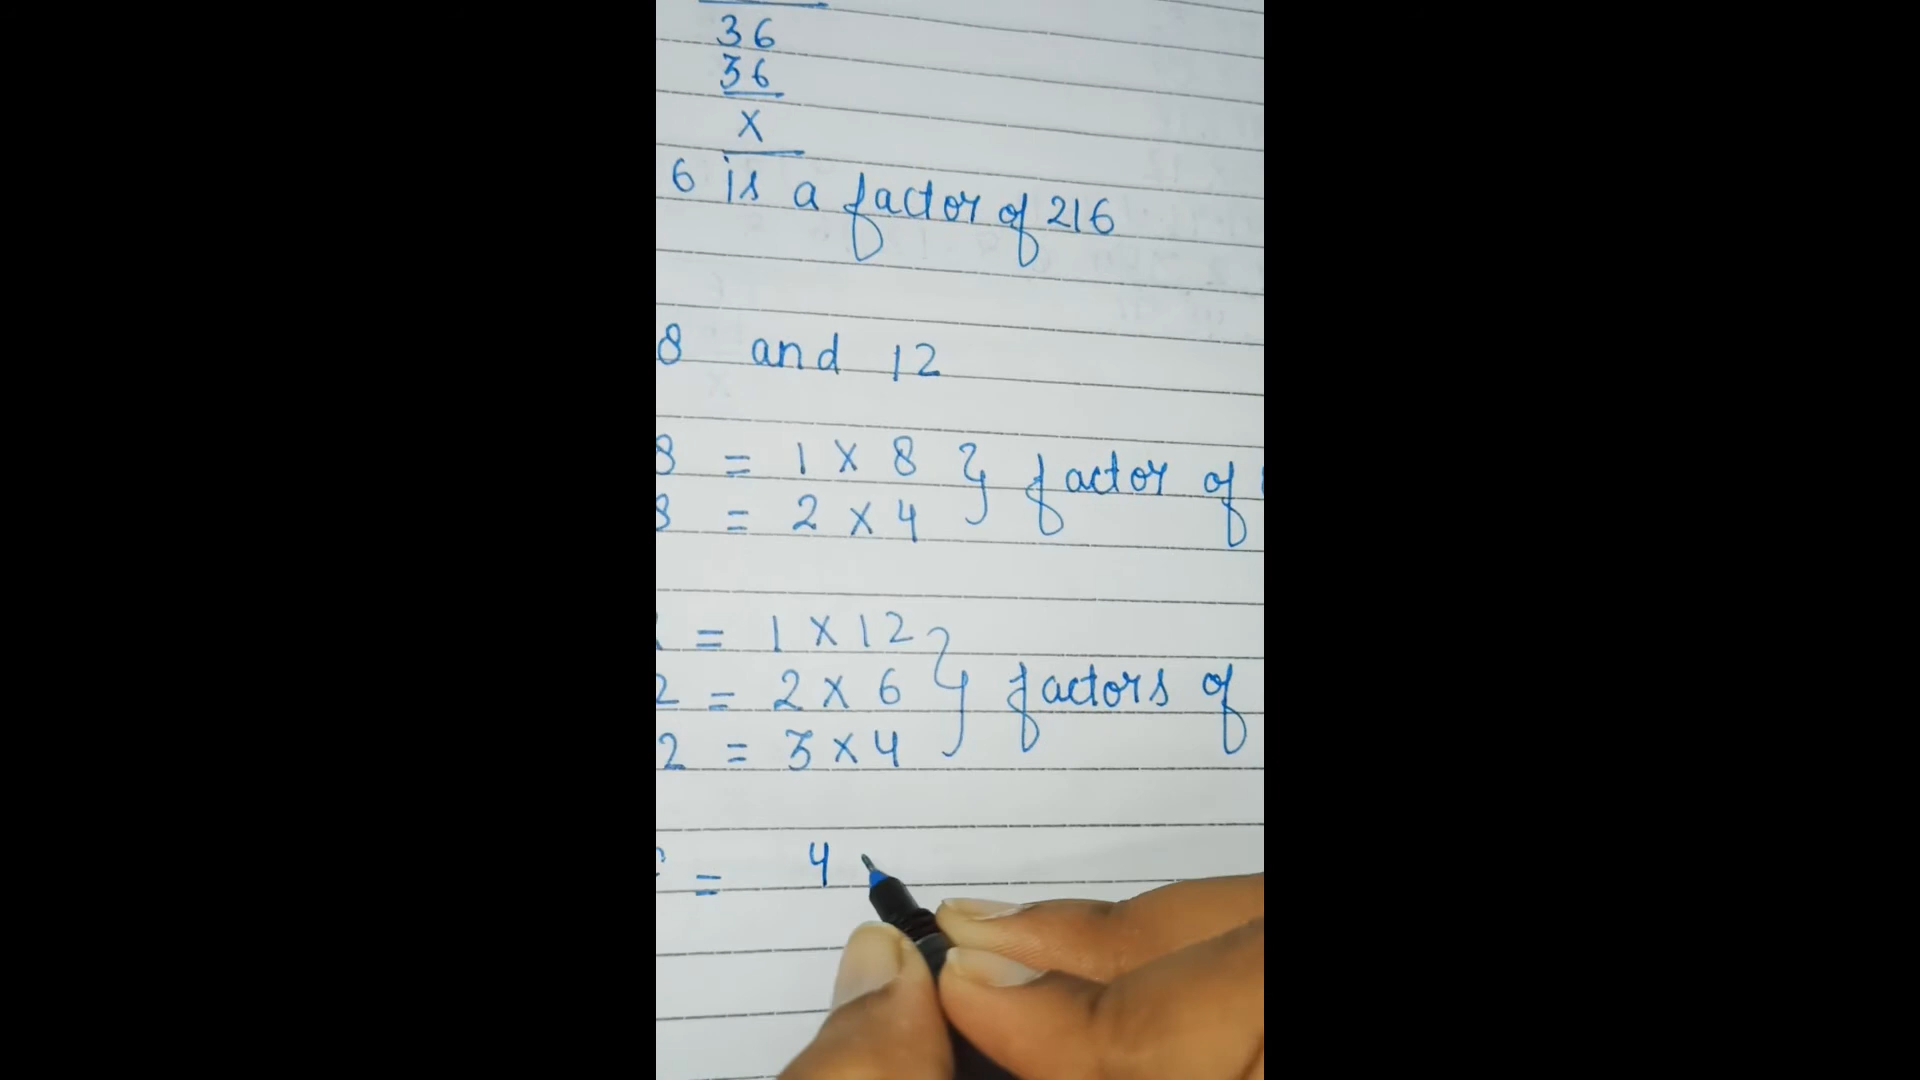 36
36
x
6 is a factor of 216
8 and 12
8 = 1 x 8 } factor of
8 = 2 x 4
= 1 x 12
2 = 2 x 6 } factors of
2 = 3 x 4
= 4